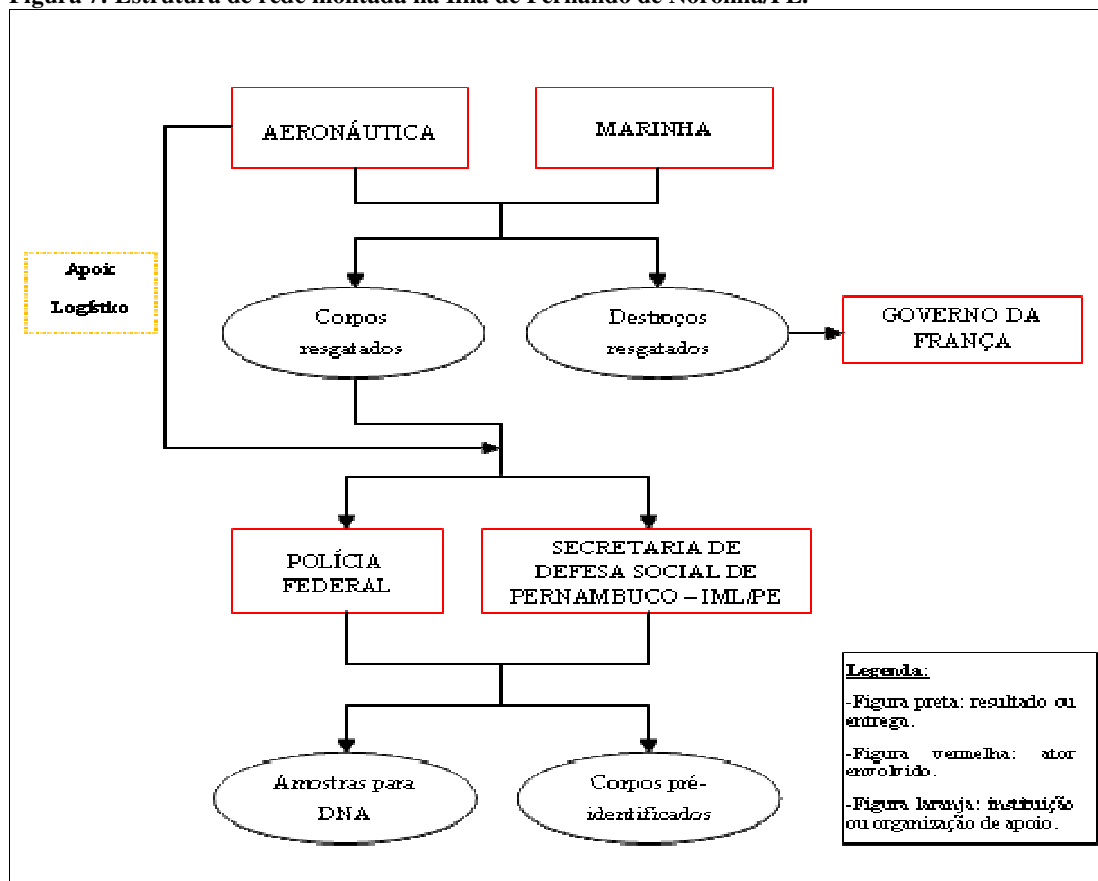 Figura 7: Estrutura de rede montada na Ilha de Fernando de Noronha/PE.
AERONÁUTICA
MARINHA
Apoio
Logístico
Corpos
resgatados
Destroços
resgatados
GOVERNO DA
FRANÇA
POLÍCIA
FEDERAL
SECRETARIA DE
DEFESA SOCIAL DE
PERNAMBUCO – IML/PE
Amostras para
DNA
Corpos pré-
identificados
Legenda:
-Figura preta: resultado ou
entrega.
-Figura vermelha: ator
envolvido.
-Figura laranja: instituição
ou organização de apoio.